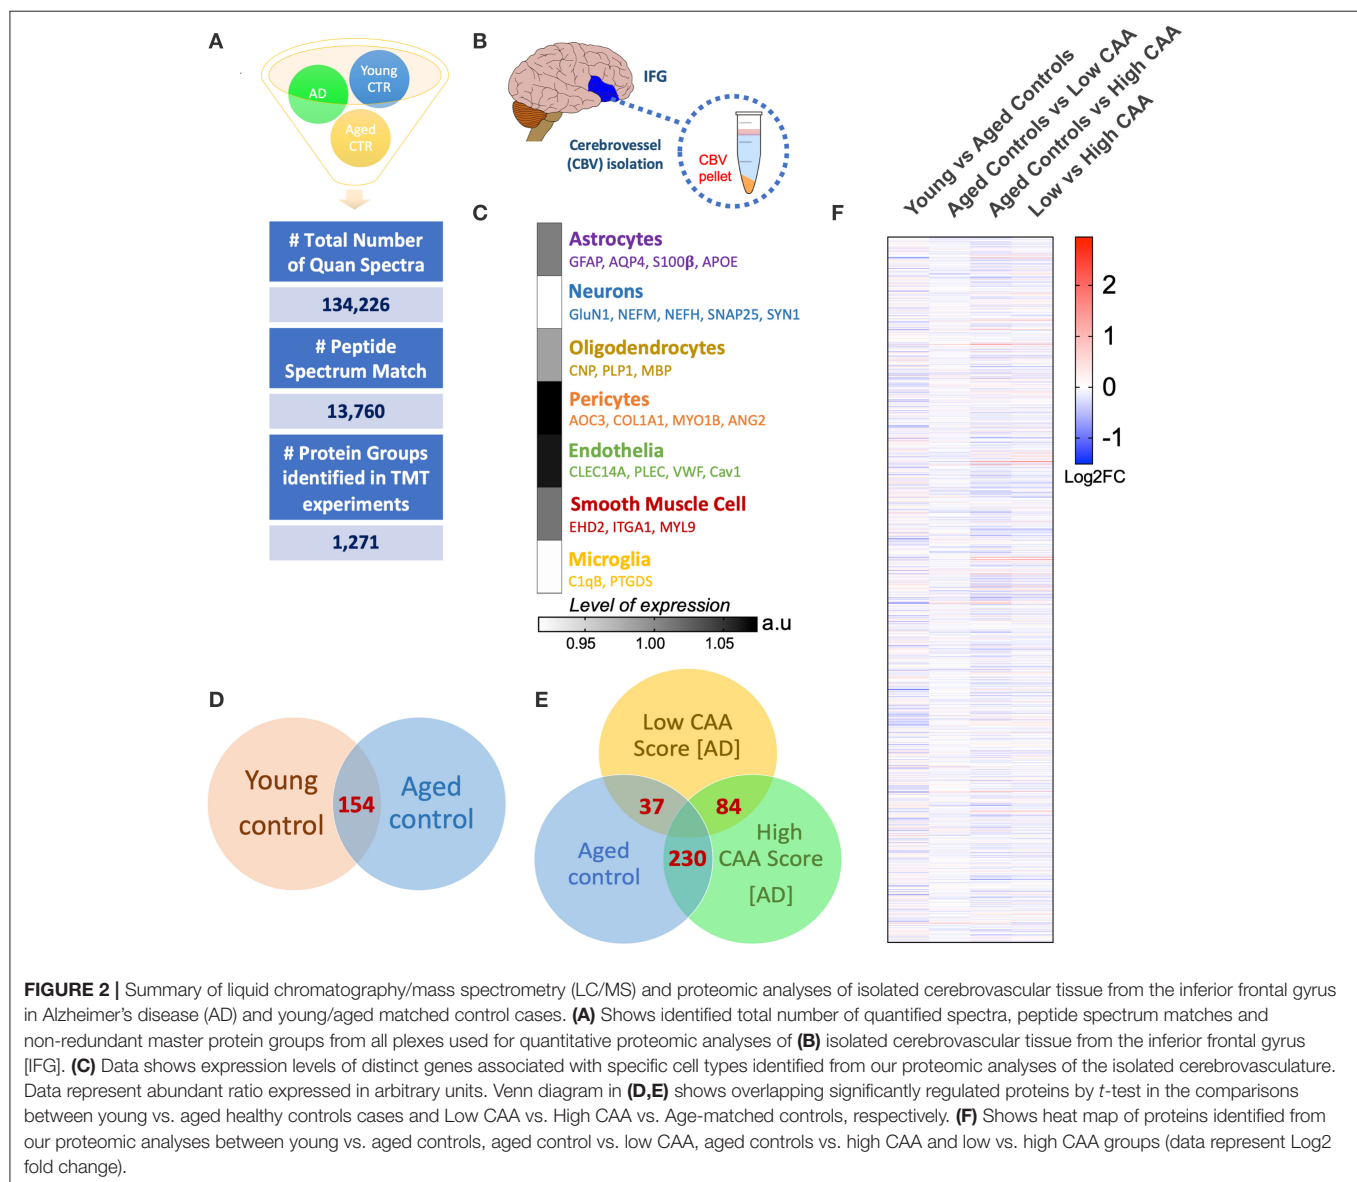 A
AD
Young
CTR
Aged
CTR
# Total Number
of Quan Spectra
134,226
# Peptide
Spectrum Match
13,760
# Protein Groups
identified in TMT
experiments
1,271
B
IFG
Cerebrovessel
(CBV) isolation
CBV
pellet
C
Astrocytes
GFAP, AQP4, S100β, APOE
Neurons
GluN1, NEFM, NEFH, SNAP25, SYN1
Oligodendrocytes
CNP, PLP1, MBP
Pericytes
AOC3, COL1A1, MYO1B, ANG2
Endothelia
CLEC14A, PLEC, VWF, Cav1
Smooth Muscle Cell
EHD2, ITGA1, MYL9
Microglia
C1qB, PTGDS
Level of expression
a.u
0.95 1.00 1.05
D
Young
control
154
Aged
control
E
Low CAA
Score [AD]
37
84
Aged
control
230
High
CAA Score
[AD]
F
Young vs Aged Controls
Aged Controls vs Low CAA
Aged Controls vs High CAA
Low vs High CAA
2
1
0
-1
Log2FC
FIGURE 2 | Summary of liquid chromatography/mass spectrometry (LC/MS) and proteomic analyses of isolated cerebrovascular tissue from the inferior frontal gyrus
in Alzheimer's disease (AD) and young/aged matched control cases. (A) Shows identified total number of quantified spectra, peptide spectrum matches and
non-redundant master protein groups from all plexes used for quantitative proteomic analyses of (B) isolated cerebrovascular tissue from the inferior frontal gyrus
[IFG]. (C) Data shows expression levels of distinct genes associated with specific cell types identified from our proteomic analyses of the isolated cerebrovasculature.
Data represent abundant ratio expressed in arbitrary units. Venn diagram in (D,E) shows overlapping significantly regulated proteins by t-test in the comparisons
between young vs. aged healthy controls cases and Low CAA vs. High CAA vs. Age-matched controls, respectively. (F) Shows heat map of proteins identified from
our proteomic analyses between young vs. aged controls, aged control vs. low CAA, aged controls vs. high CAA and low vs. high CAA groups (data represent Log2
fold change).